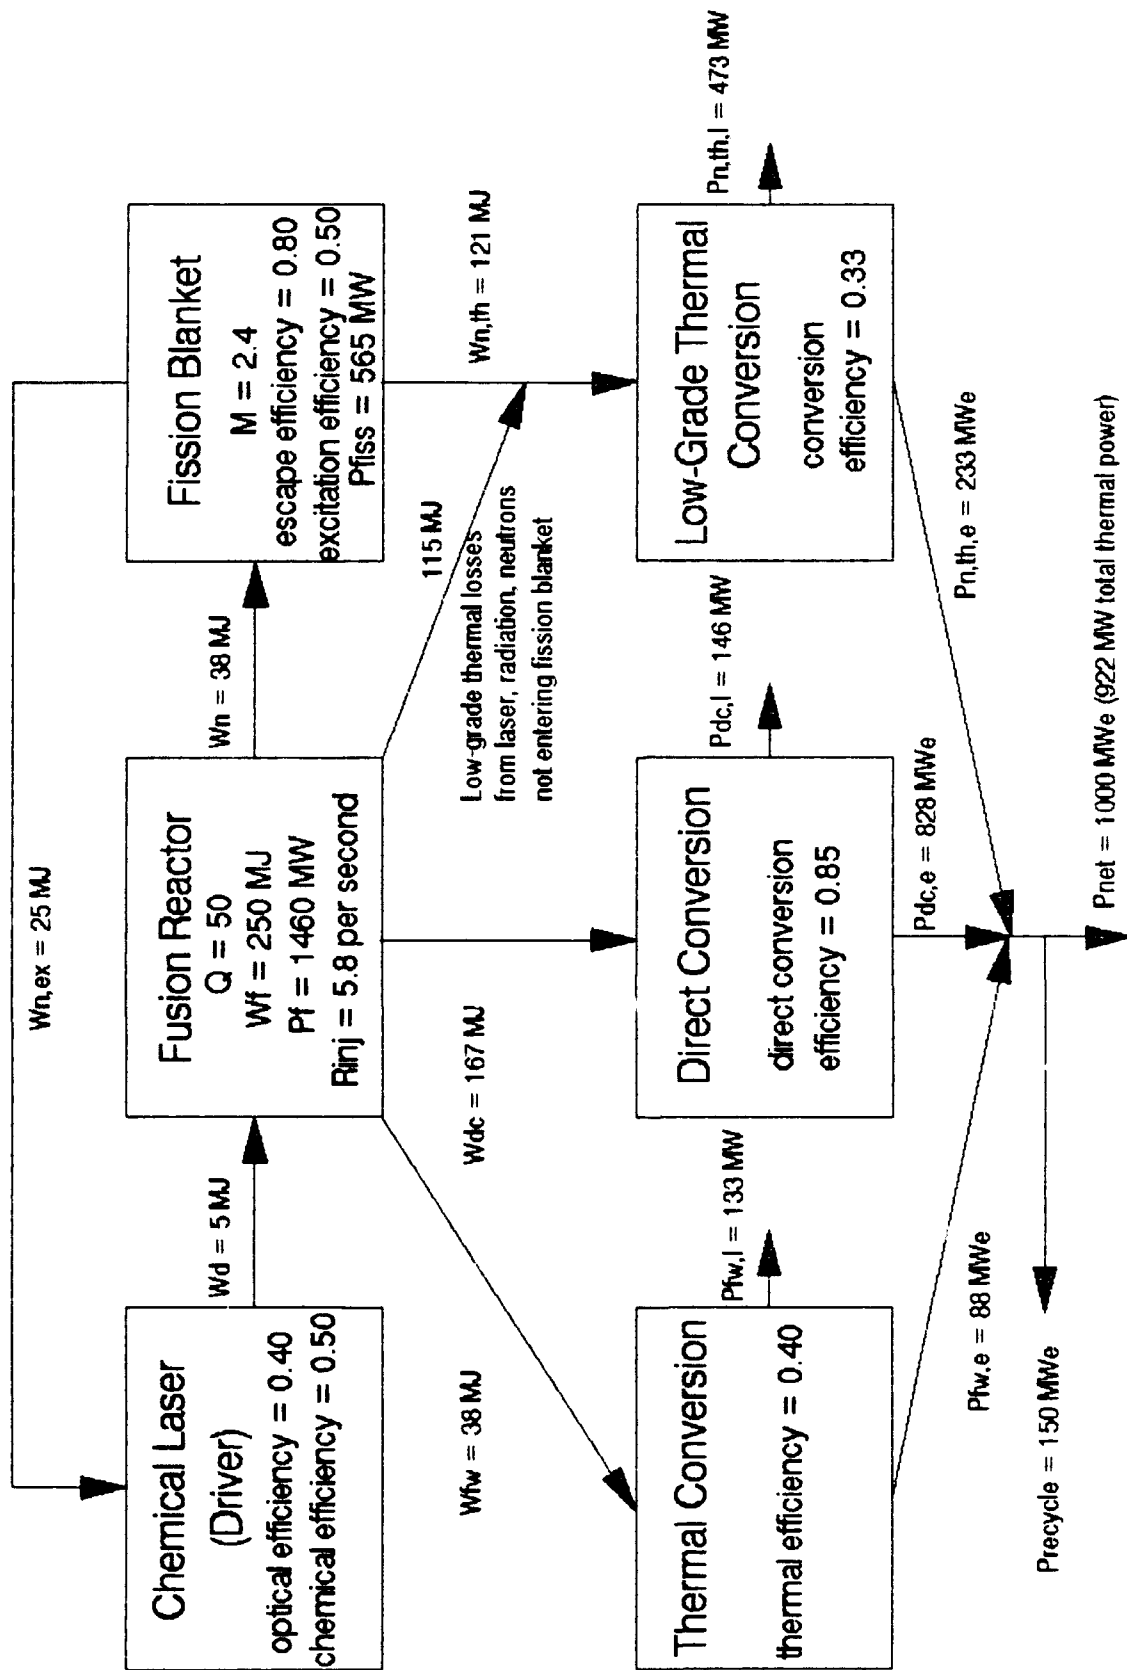 Wn,ex = 25 MJ
Chemical Laser
(Driver)
optical efficiency = 0.40
chemical efficiency = 0.50
Wd = 5 MJ
Fusion Reactor
Q = 50
Wf = 250 MJ
Pf = 1460 MW
Rinj = 5.8 per second
Wn = 38 MJ
Fission Blanket
M = 2.4
escape efficiency = 0.80
excitation efficiency = 0.50
Pfiss = 565 MW
Wfw = 38 MJ
Wdc = 167 MJ
115 MJ
Low-grade thermal losses
from laser, radiation, neutrons
not entering fission blanket
Wn,th = 121 MJ
Thermal Conversion
thermal efficiency = 0.40
Pfw,l = 133 MW
Direct Conversion
direct conversion
efficiency = 0.85
Pdc,l = 146 MW
Low-Grade Thermal
Conversion
conversion
efficiency = 0.33
Pn,th,l = 473 MW
Pfw,e = 88 MWe
Pdc,e = 828 MWe
Pn,th,e = 233 MWe
Precycle = 150 MWe
Pnet = 1000 MWe (922 MW total thermal power)